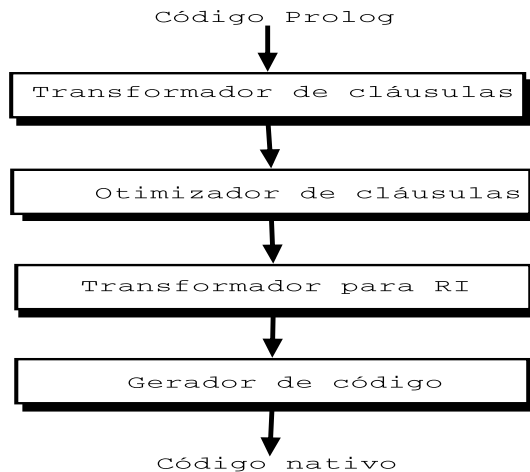 Código Prolog
Transformador de cláusulas
Otimizador de cláusulas
Transformador para RI
Gerador de código
Código nativo